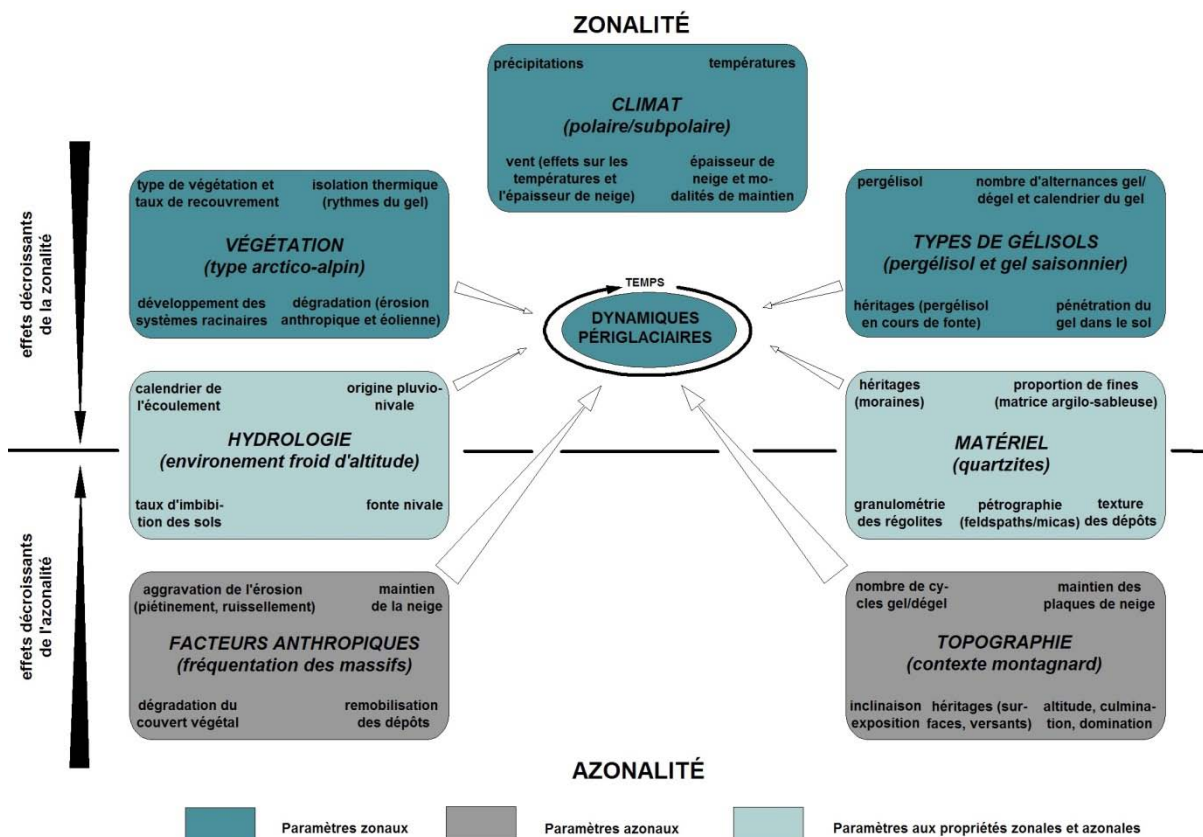 ZONALITÉ
précipitations
températures
CLIMAT
(polaire/subpolaire)
vent (effets sur les
températures et
l'épaisseur de neige)
épaisseur de
neige et mo-
dalités de maintien
effets décroissants
de la zonalité
type de végétation et
taux de recouvrement
isolation thermique
(rythmes du gel)
VÉGÉTATION
(type arctico-alpin)
développement des
systèmes racinaires
dégradation (érosion
anthropique et éolienne)
pergélisol
nombre d'alternances gel/
dégel et calendrier du gel
TYPES DE GÉLISOLS
(pergélisol et gel saisonnier)
héritages (pergélisol
en cours de fonte)
pénétration du
gel dans le sol
TEMPS
DYNAMIQUES
PÉRIGLACIAIRES
calendrier de
l'écoulement
origine pluvio-
nivale
HYDROLOGIE
(environement froid d'altitude)
taux d'imbibi-
tion des sols
fonte nivale
héritages
(moraines)
proportion de fines
(matrice argilo-sableuse)
MATÉRIEL
(quartzites)
granulométrie
des régolites
pétrographie
(feldspaths/micas)
texture
des dépôts
effets décroissants
de l'azonalité
aggravation de l'érosion
(piétinement, ruissellement)
maintien
de la neige
FACTEURS ANTHROPIQUES
(fréquentation des massifs)
dégradation du
couvert végétal
remobilisation
des dépôts
nombre de cy-
cles gel/dégel
maintien des
plaques de neige
TOPOGRAPHIE
(contexte montagnard)
inclinaison
exposition
héritages (sur-
faces, versants)
altitude, culmina-
tion, domination
AZONALITÉ
Paramètres zonaux
Paramètres azonaux
Paramètres aux propriétés zonales et azonales